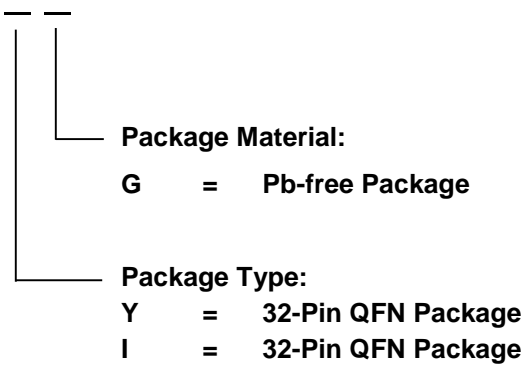 Package Material:
G = Pb-free Package
Package Type:
Y = 32-Pin QFN Package
I = 32-Pin QFN Package